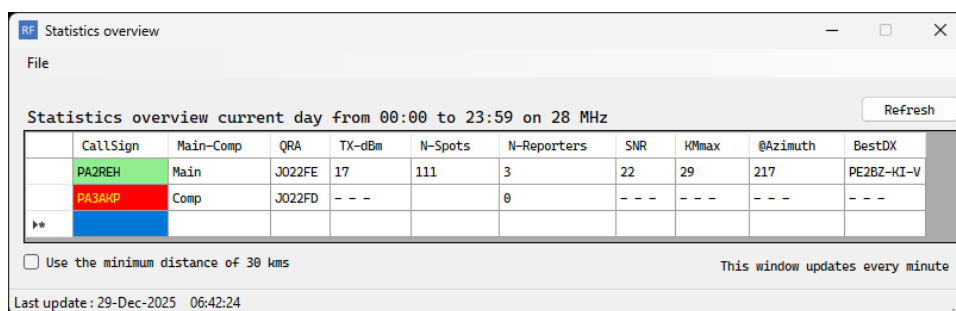 RF Statistics overview
File
Refresh
Statistics overview current day from 00:00 to 23:59 on 28 MHz
CallSign Main-Comp QRA TX-dBm N-Spots N-Reporters SNR KMmax @Azimuth BestDX
PA2REH Main JO22FE 17 111 3 22 29 217 PE2BZ-KI-V
PA3AKP Comp JO22FD - - - 0 - - - - - - - - - - - -
Use the minimum distance of 30 kms
This window updates every minute
Last update : 29-Dec-2025 06:42:24